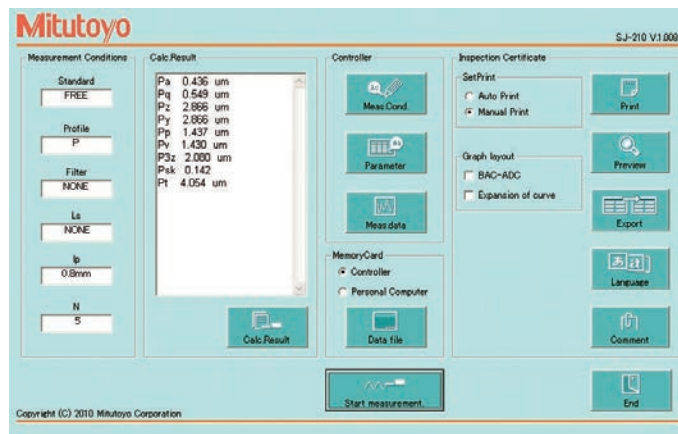 Mitutoyo
SJ-210 V.1.008
Measurement Conditions
Standard
FREE
Profile
P
Filter
NONE
Ls
NONE
lp
0.8mm
N
5
Calc.Result
Pa 0.436 um
Pq 0.549 um
Pz 2.866 um
Py 2.866 um
Pp 1.437 um
Pv 1.430 um
P3z 2.080 um
Psk 0.142
Pt 4.054 um
Calc.Result
Controller
Meas.Cond.
Parameter
Meas.data
MemoryCard
Controller
Personal Computer
Data file
Start measurement.
Inspection Certificate
SetPrint
Auto Print
Manual Print
Graph layout
BAC-ADC
Expansion of curve
Print
Preview
Export
あ a
Language
Comment
End
Copyright (C) 2010 Mitutoyo Corporation